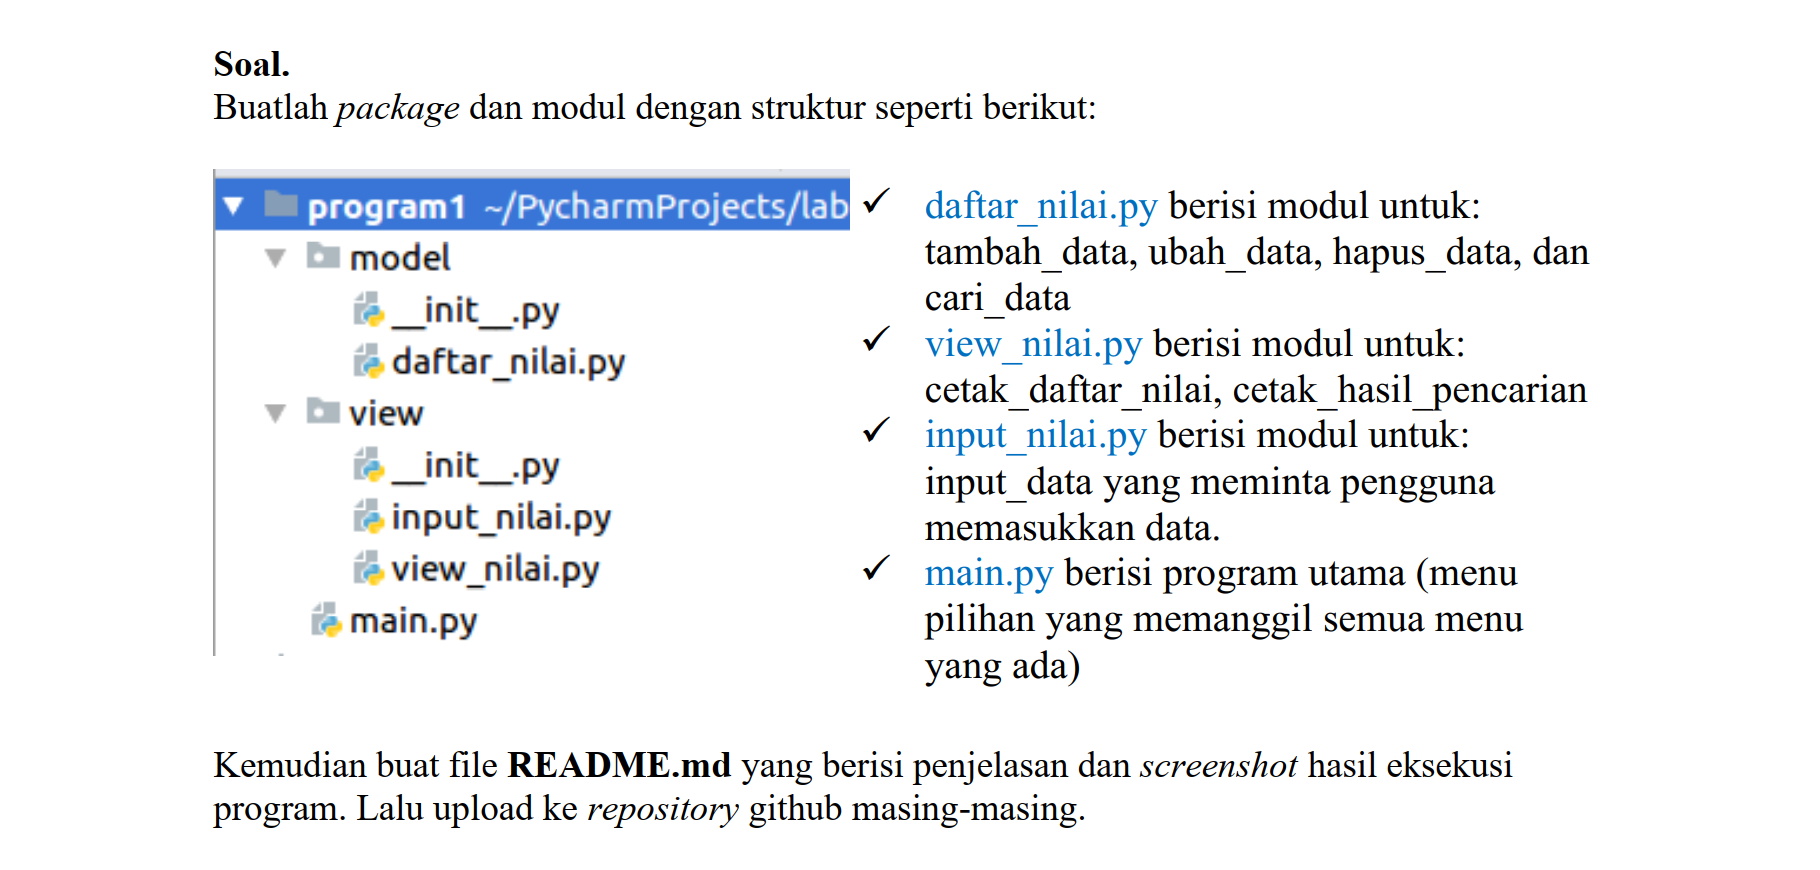 Soal.
Buatlah package dan modul dengan struktur seperti berikut:
program1 ~/PycharmProjects/lab
model
__init__.py
daftar_nilai.py
view
__init__.py
input_nilai.py
view_nilai.py
main.py
✓ daftar_nilai.py berisi modul untuk:
tambah_data, ubah_data, hapus_data, dan
cari_data
✓ view_nilai.py berisi modul untuk:
cetak_daftar_nilai, cetak_hasil_pencarian
✓ input_nilai.py berisi modul untuk:
input_data yang meminta pengguna
memasukkan data.
✓ main.py berisi program utama (menu
pilihan yang memanggil semua menu
yang ada)
Kemudian buat file README.md yang berisi penjelasan dan screenshot hasil eksekusi
program. Lalu upload ke repository github masing-masing.